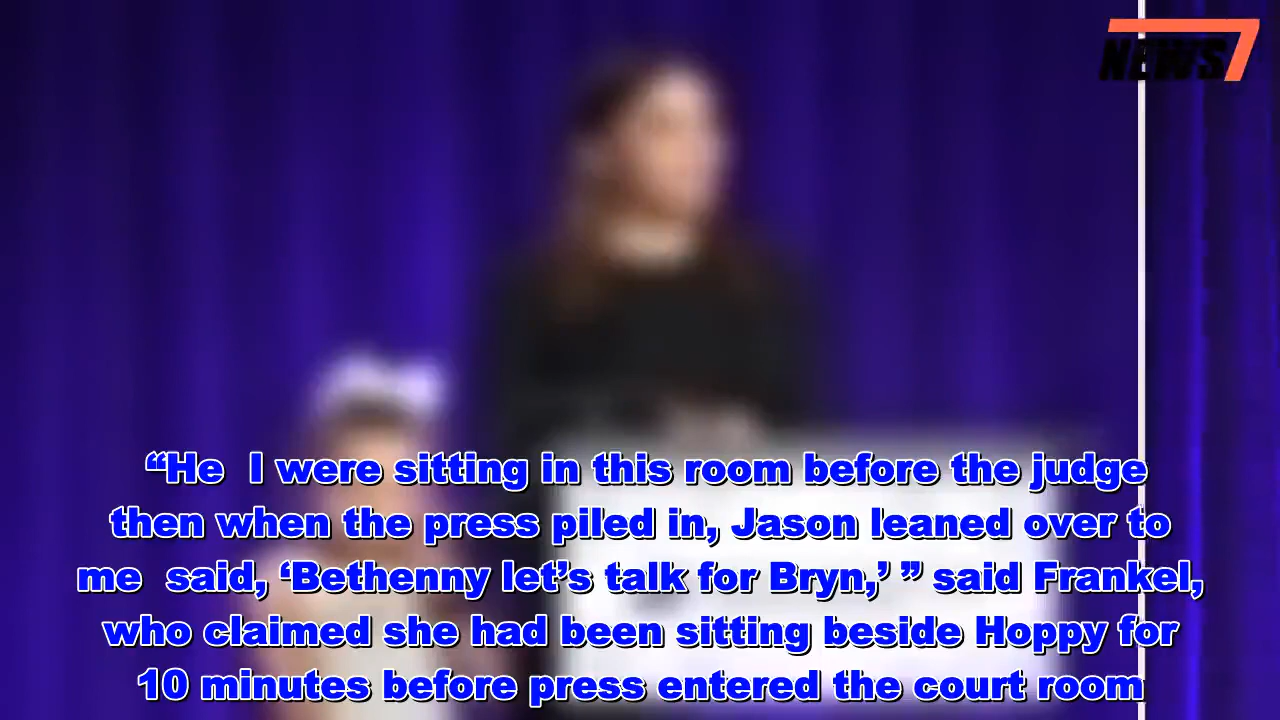 NEWS7
“He I were sitting in this room before the judge
then when the press piled in, Jason leaned over to
me said, ‘Bethenny let’s talk for Bryn,’ ” said Frankel,
who claimed she had been sitting beside Hoppy for
10 minutes before press entered the court room